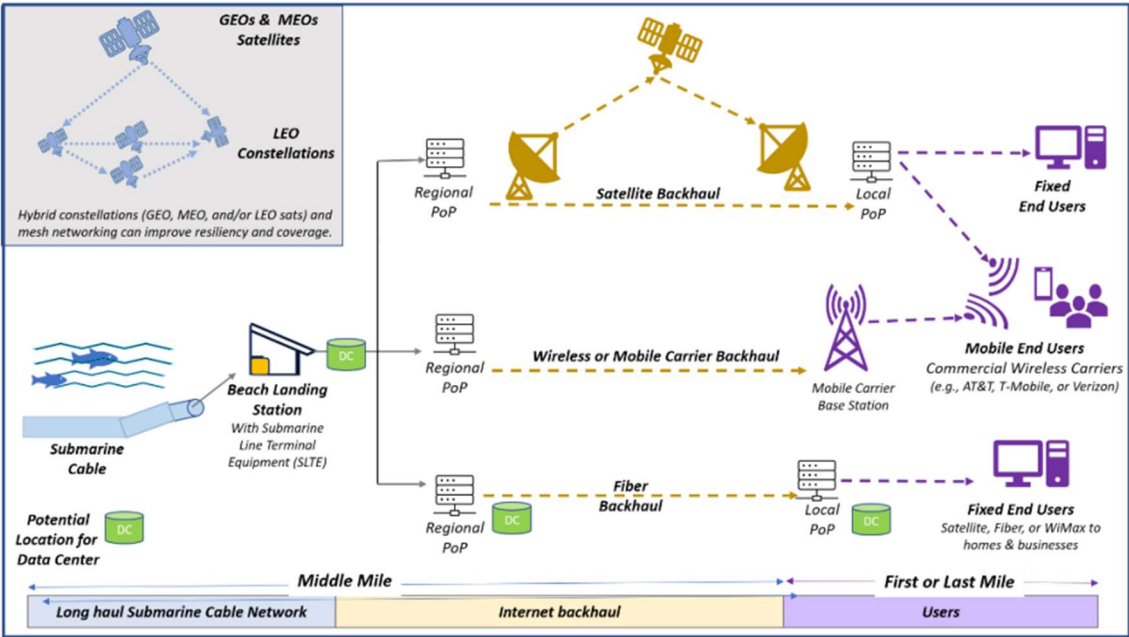 GEOs & MEOs
Satellites
LEO
Constellations
Hybrid constellations (GEO, MEO, and/or LEO sats) and
mesh networking can improve resiliency and coverage.
Regional
PoP
Satellite Backhaul
Local
PoP
Fixed
End Users
DC
Beach Landing
Station
With Submarine
Line Terminal
Equipment (SLTE)
Submarine
Cable
Regional
PoP
Wireless or Mobile Carrier Backhaul
Mobile Carrier
Base Station
Mobile End Users
Commercial Wireless Carriers
(e.g., AT&T, T-Mobile, or Verizon)
Regional
PoP
DC
Fiber
Backhaul
Local
PoP
DC
Fixed End Users
Satellite, Fiber, or WiMax to
homes & businesses
Potential
Location for
Data Center
DC
Middle Mile
First or Last Mile
Long haul Submarine Cable Network
Internet backhaul
Users